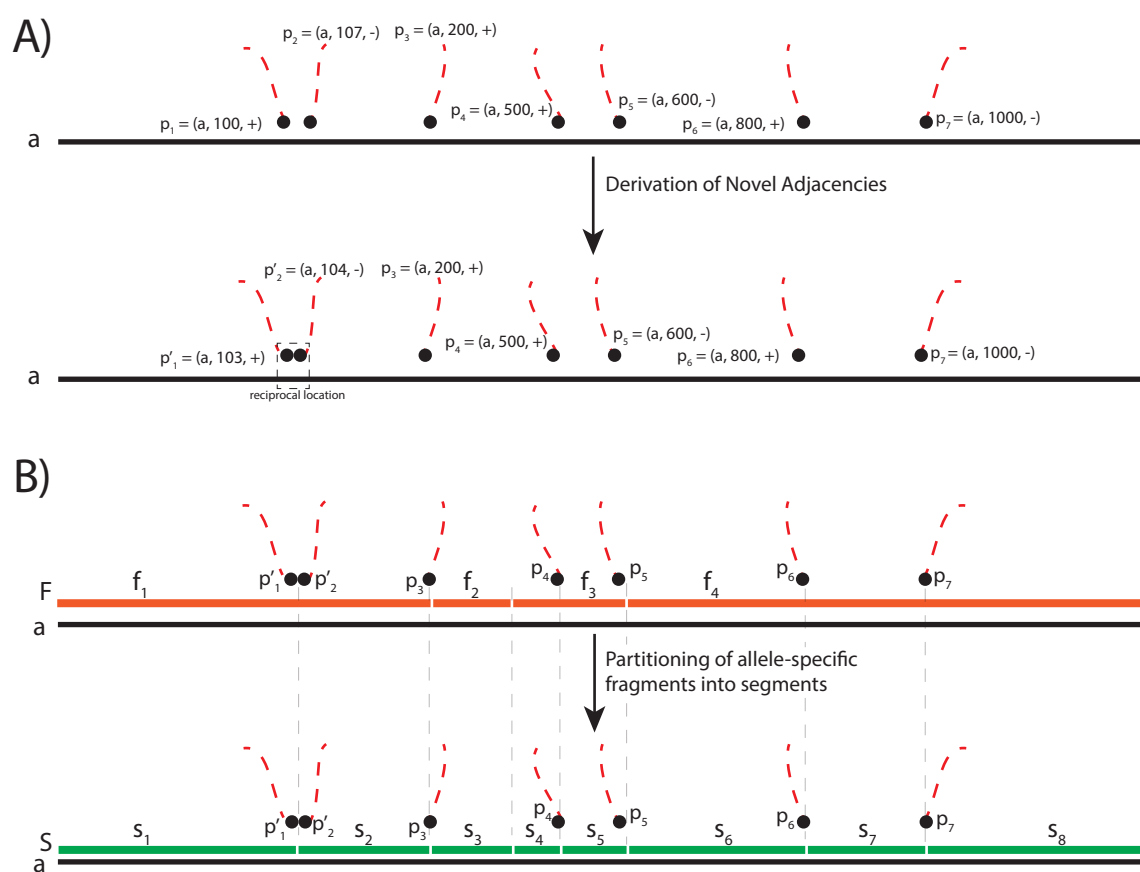 A)
p₂ = (a, 107, -) p₃ = (a, 200, +)
p₁ = (a, 100, +) p₄ = (a, 500, +) p₅ = (a, 600, -) p₆ = (a, 800, +) p₇ = (a, 1000, -)
a
Derivation of Novel Adjacencies
p'₂ = (a, 104, -) p₃ = (a, 200, +)
p'₁ = (a, 103, +) p₄ = (a, 500, +) p₅ = (a, 600, -) p₆ = (a, 800, +) p₇ = (a, 1000, -)
a
reciprocal location
B)
f₁ p'₁ p'₂ p₃ f₂ p₄ f₃ p₅ f₄ p₆ p₇
F
a
Partitioning of allele-specific
fragments into segments
s₁ p'₁ p'₂ s₂ p₃ s₃ s₄ p₄ s₅ p₅ s₆ p₆ s₇ p₇ s₈
S
a